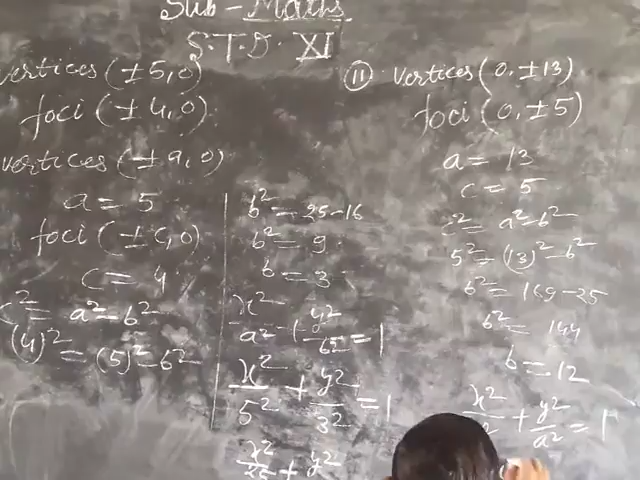 Sub - Maths
S.T.D. XI
vertices (±5, 0)
foci (±4, 0)
vertices (±a, 0)
a = 5
foci (±c, 0)
c = 4
c² = a² - b²
(4)² = (5)² - b²
b² = 25 - 16
b² = 9
b = 3
x²/a² + y²/b² = 1
x²/5² + y²/3² = 1
x²/25 + y²
(11) vertices (0, ±13)
foci (0, ±5)
a = 13
c = 5
c² = a² - b²
5² = (13)² - b²
b² = 169 - 25
b² = 144
b = 12
x²/ ² + y²/a² = 1